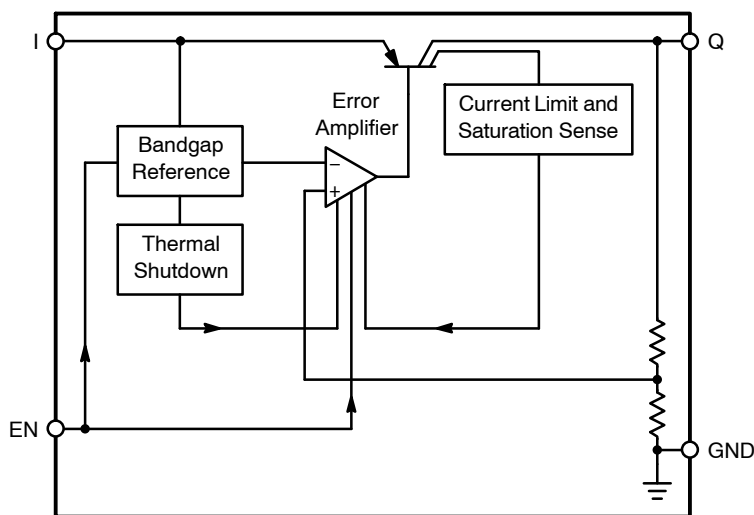 I
Q
Error
Amplifier
Current Limit and
Saturation Sense
Bandgap
Reference
−
+
Thermal
Shutdown
EN
GND